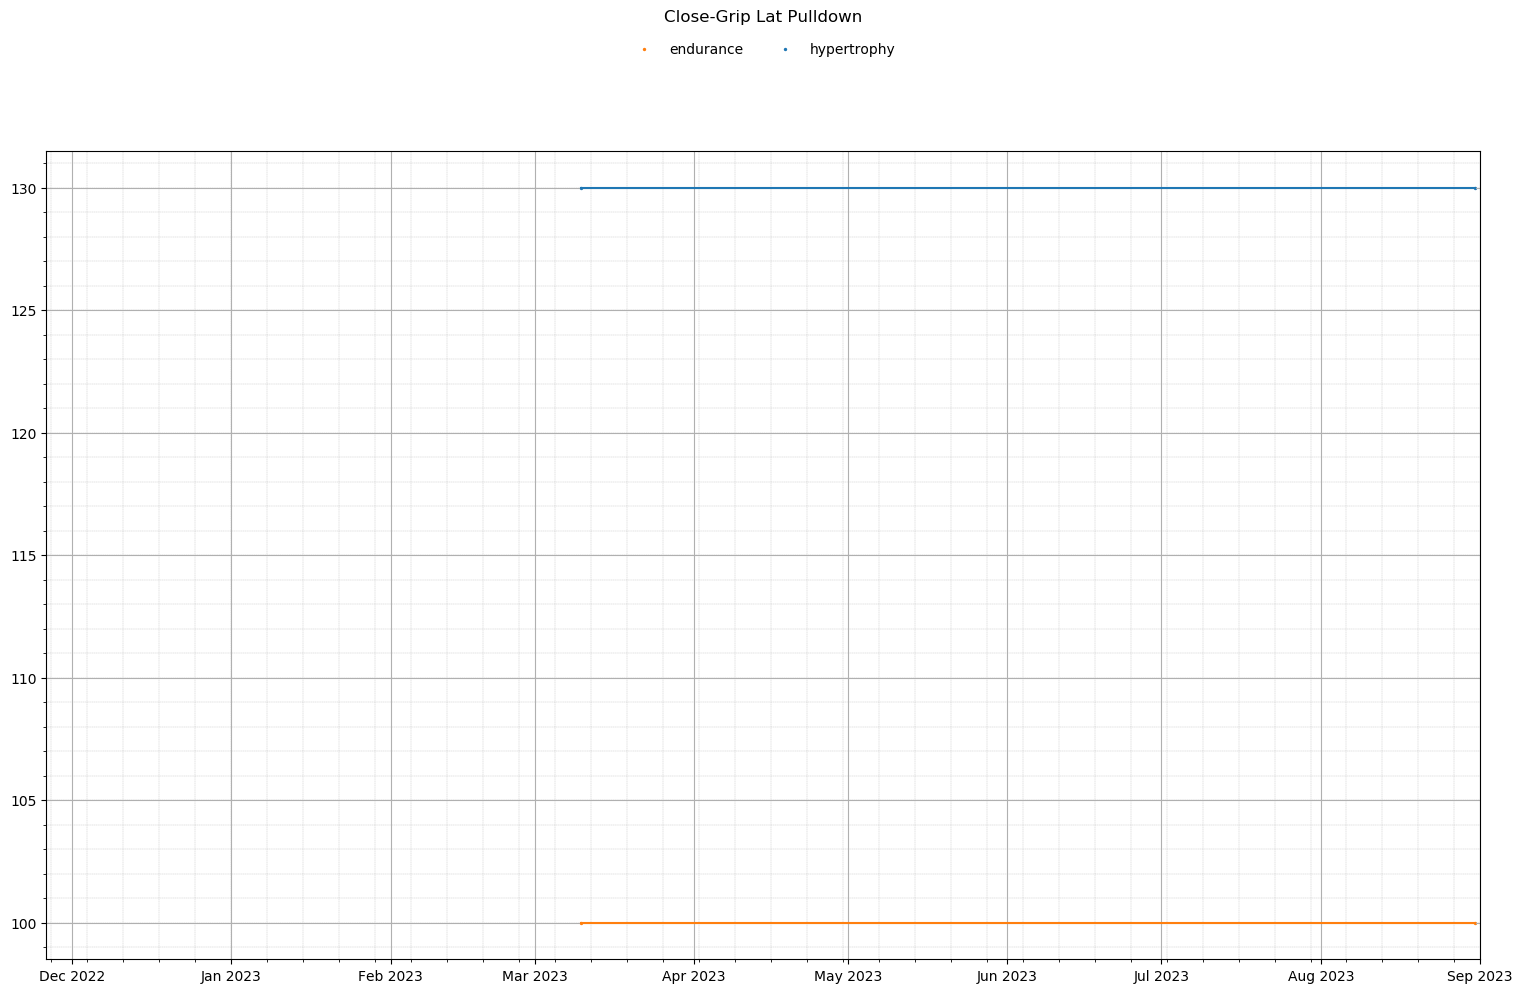 Close-Grip Lat Pulldown
endurance hypertrophy
130
125
120
115
110
105
100
Dec 2022 Jan 2023 Feb 2023 Mar 2023 Apr 2023 May 2023 Jun 2023 Jul 2023 Aug 2023 Sep 2023